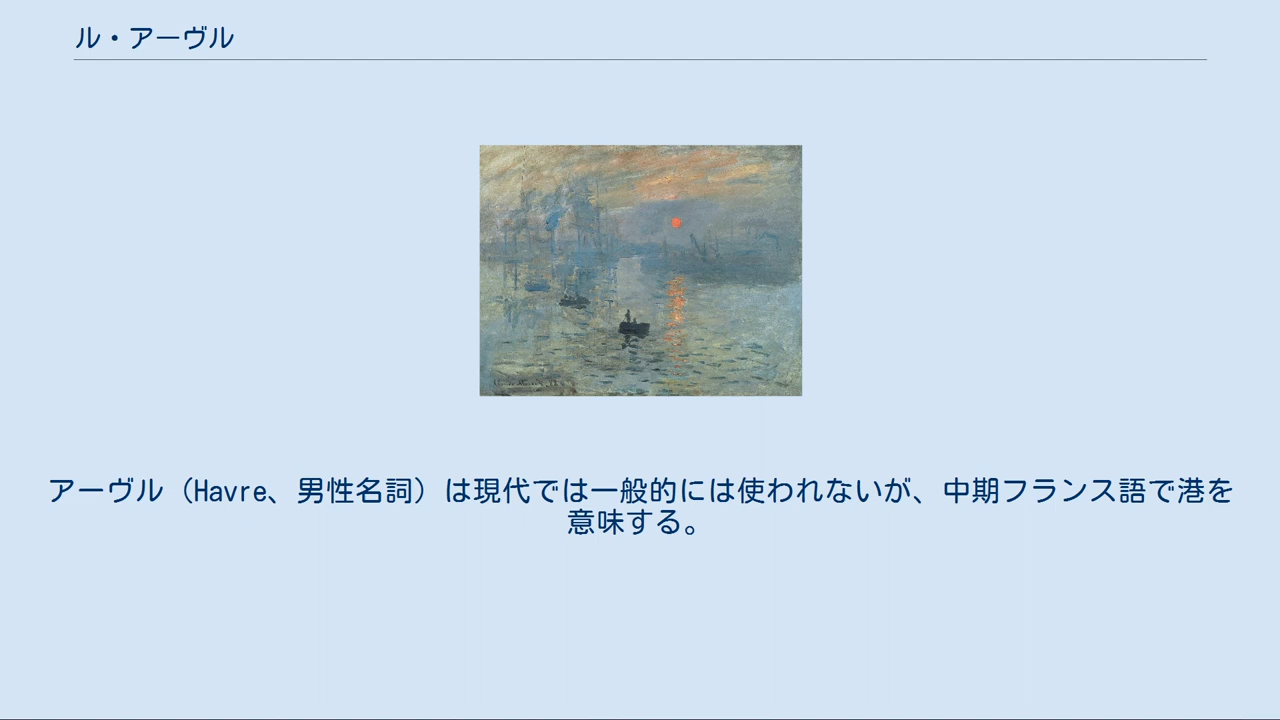 ル・アーヴル
アーヴル（Havre、男性名詞）は現代では一般的には使われないが、中期フランス語で港を
意味する。